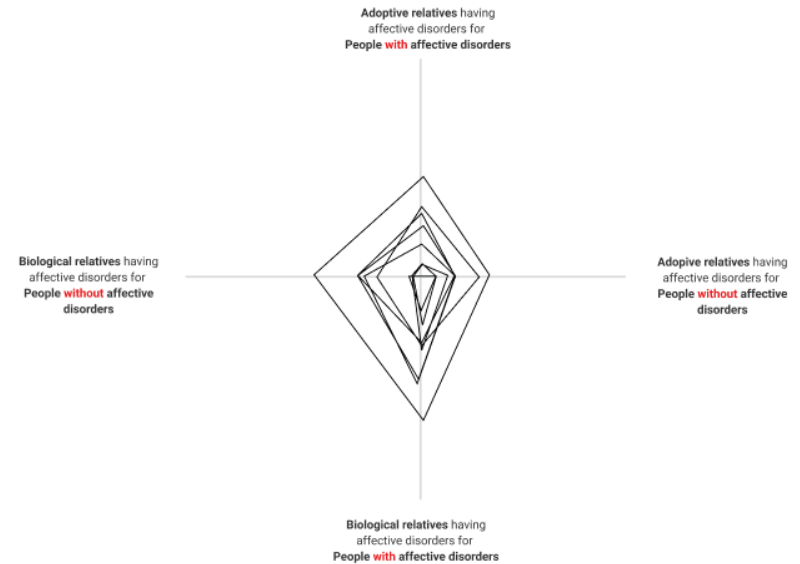 Adoptive relatives having
affective disorders for
People with affective disorders
Biological relatives having
affective disorders for
People without affective
disorders
Adopive relatives having
affective disorders for
People without affective
disorders
Biological relatives having
affective disorders for
People with affective disorders